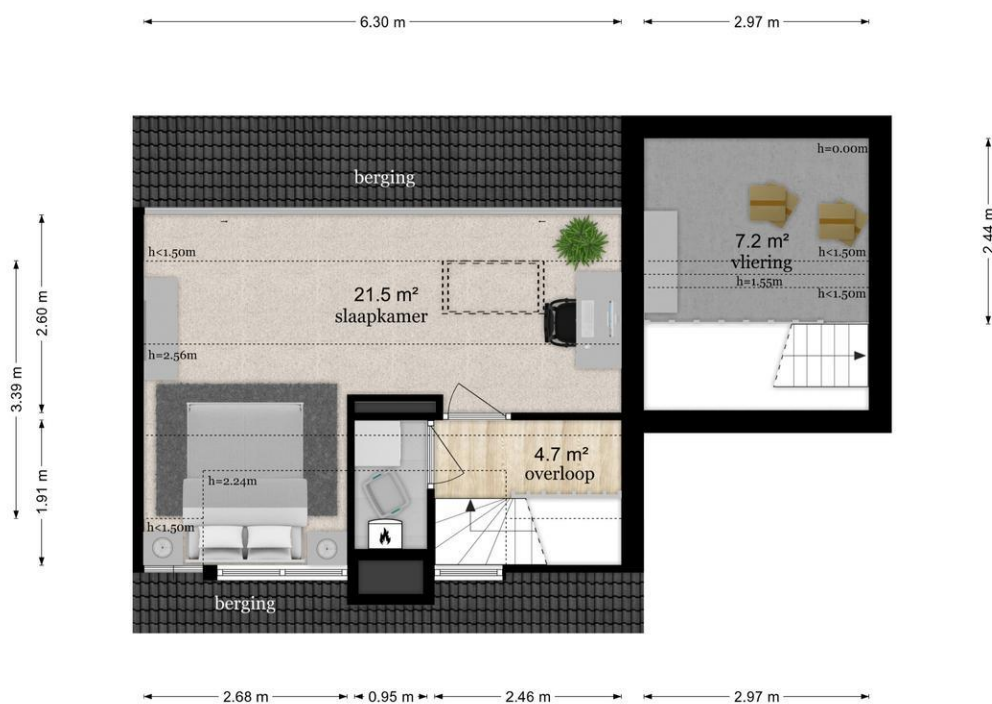 6.30 m
2.97 m
berging
h=0.00m
2.44 m
7.2 m²
vliering
h<1.50m
h<1.50m
h=1.55m
h<1.50m
21.5 m²
slaapkamer
2.60 m
3.39 m
h=2.56m
4.7 m²
overloop
h=2.24m
1.91 m
h<1.50m
berging
2.68 m
0.95 m
2.46 m
2.97 m